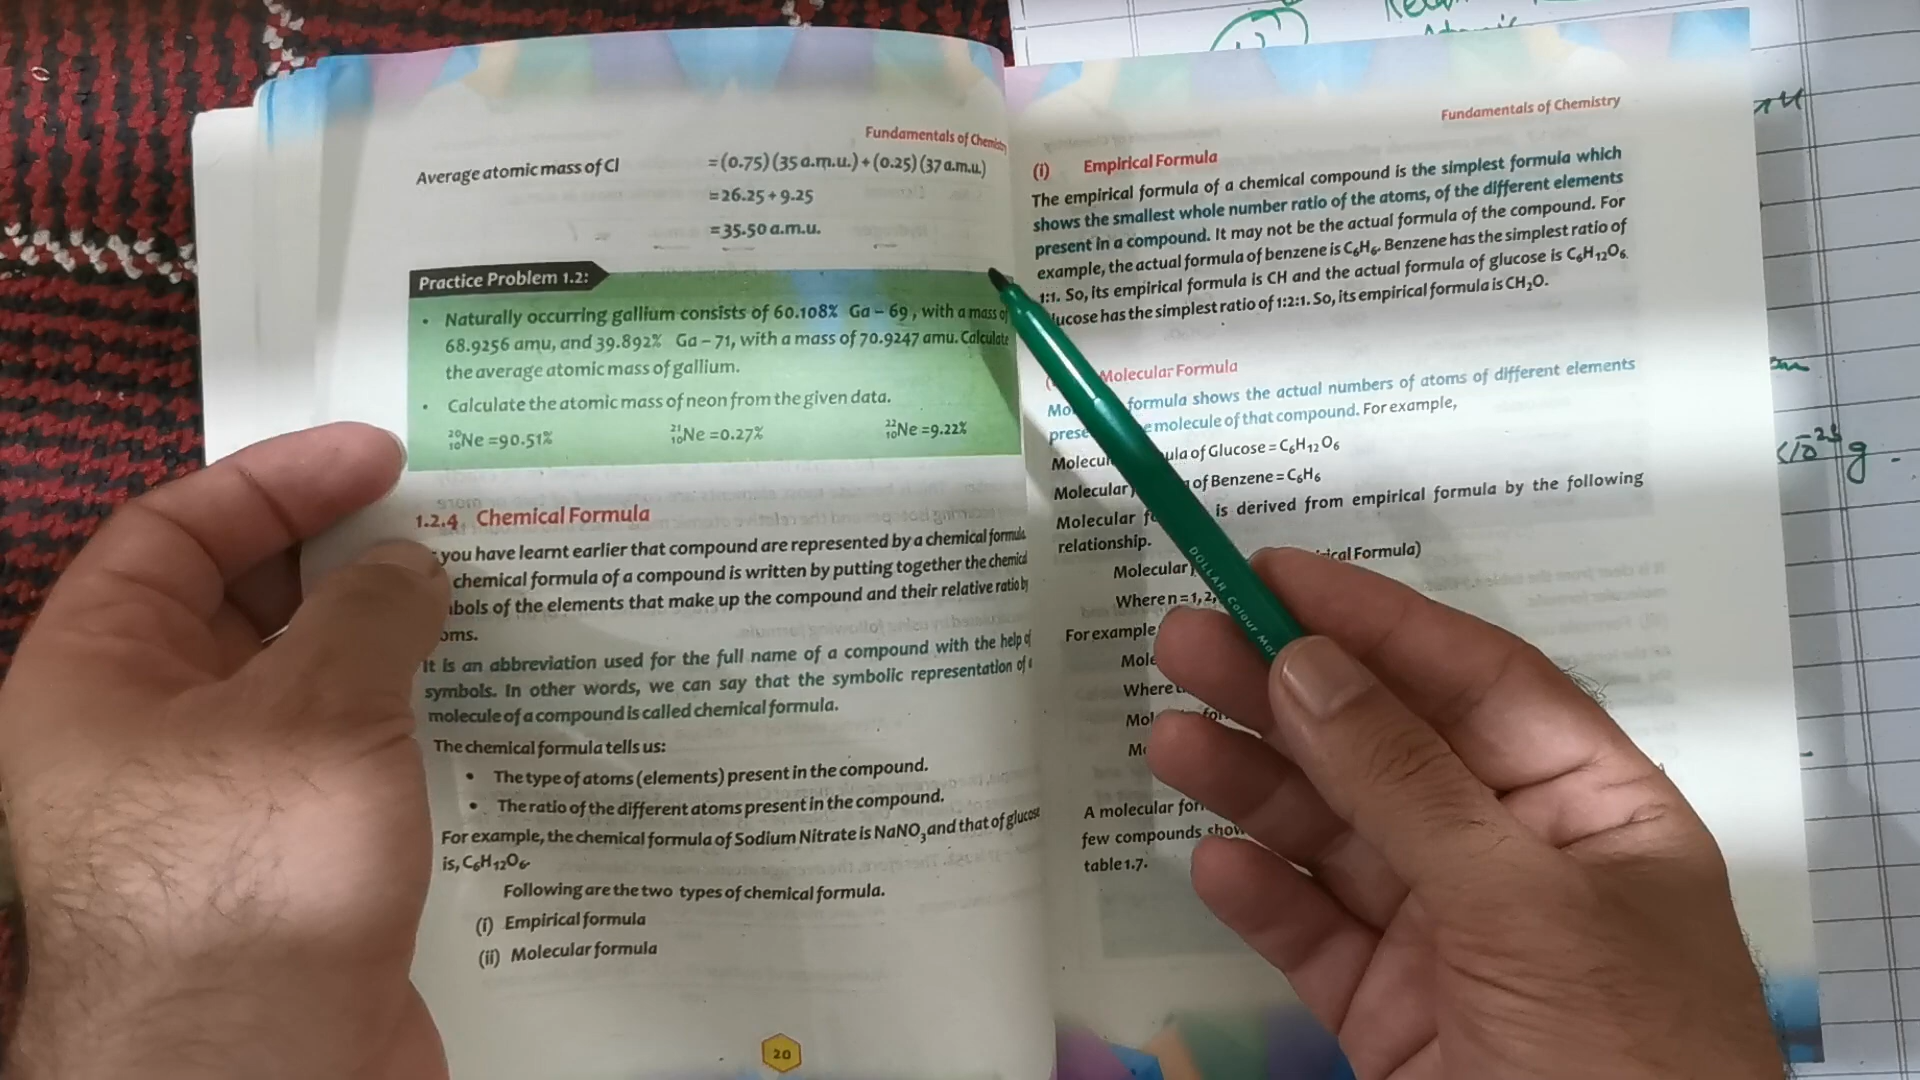 Fundamentals of Chemistry
Average atomic mass of Cl = (0.75) (35 a.m.u.) + (0.25) (37 a.m.u.)
= 26.25 + 9.25
= 35.50 a.m.u.
Practice Problem 1.2:
• Naturally occurring gallium consists of 60.108% Ga – 69, with a mass of
68.9256 amu, and 39.892% Ga – 71, with a mass of 70.9247 amu. Calculate
the average atomic mass of gallium.
• Calculate the atomic mass of neon from the given data.
²⁰₁₀Ne = 90.51% ²¹₁₀Ne = 0.27% ²²₁₀Ne = 9.22%
1.2.4 Chemical Formula
you have learnt earlier that compound are represented by a chemical formula.
chemical formula of a compound is written by putting together the chemical
of the elements that make up the compound and their relative ratio by
It is an abbreviation used for the full name of a compound with the help of
symbols. In other words, we can say that the symbolic representation of a
molecule of a compound is called chemical formula.
The chemical formula tells us:
• The type of atoms (elements) present in the compound.
• The ratio of the different atoms present in the compound.
For example, the chemical formula of Sodium Nitrate is NaNO₃ and that of glucose
is, C₆H₁₂O₆.
Following are the two types of chemical formula.
(i) Empirical formula
(ii) Molecular formula
20
Fundamentals of Chemistry
(i) Empirical Formula
The empirical formula of a chemical compound is the simplest formula which
shows the smallest whole number ratio of the atoms, of the different elements
present in a compound. It may not be the actual formula of the compound. For
example, the actual formula of benzene is C₆H₆. Benzene has the simplest ratio of
1:1. So, its empirical formula is CH and the actual formula of glucose is C₆H₁₂O₆.
lucose has the simplest ratio of 1:2:1. So, its empirical formula is CH₂O.
Molecular Formula
formula shows the actual numbers of atoms of different elements
molecule of that compound. For example,
of Glucose = C₆H₁₂O₆
Molecular of Benzene = C₆H₆
Molecular is derived from empirical formula by the following
relationship.
Molecular Formula)
Where n = 1, 2,
For example
Where
A molecular
few compounds
table 1.7.
DOLLAR Colour